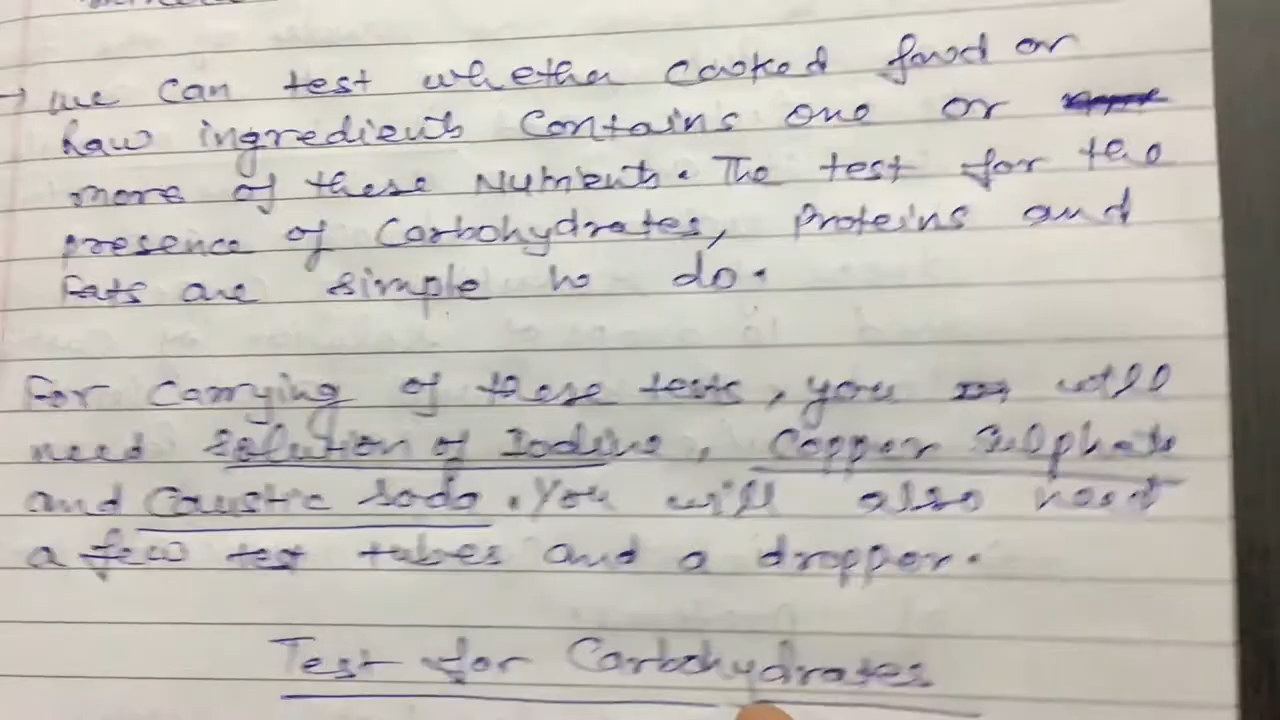 → we can test whether cooked food or
Raw ingredients contains one or
more of these Nutrients. The test for the
presence of Carbohydrates, Proteins and
Fats are simple to do.
For carrying of these tests, you will
need solution of Iodine, Copper Sulphate
and Caustic soda. You will also need
a few test tubes and a dropper.
Test for Carbohydrates